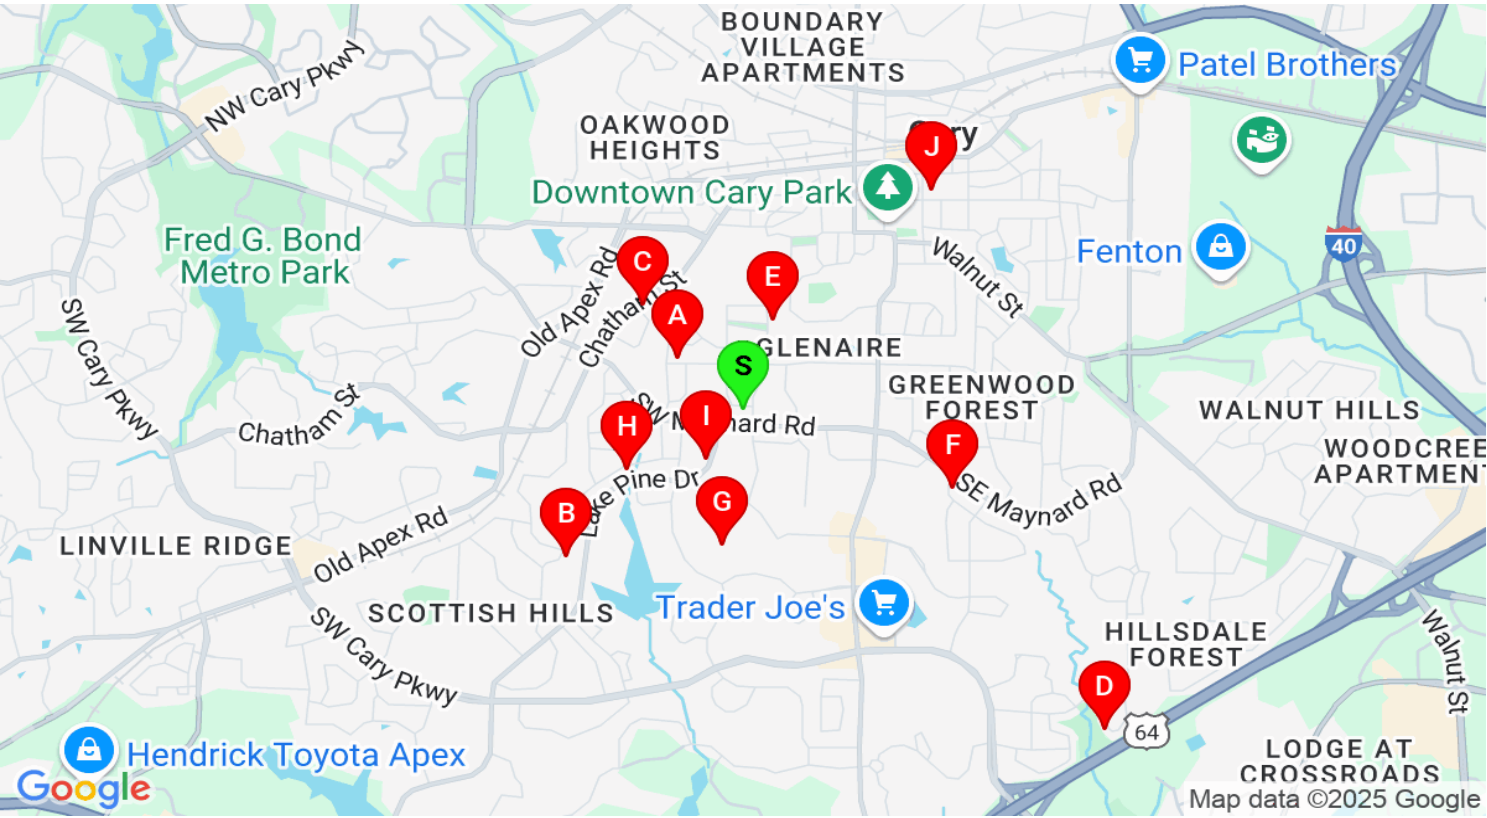 BOUNDARY
VILLAGE
APARTMENTS
Patel Brothers
NW Cary Pkwy
OAKWOOD
HEIGHTS
J
Downtown Cary Park
Fred G. Bond
Metro Park
Walnut St
Fenton
40
C
E
Old Apex Rd
Chatham St
A
SW Cary Pkwy
GLENAIRE
S
GREENWOOD
FOREST
WALNUT HILLS
Chatham St
H
I
F
WOODCREE
APARTMENT
Lake Pine Dr
SE Maynard Rd
B
G
Old Apex Rd
LINVILLE RIDGE
SCOTTISH HILLS
Trader Joe's
SW Cary Pkwy
HILLSDALE
FOREST
Walnut St
D
64
Hendrick Toyota Apex
LODGE AT
CROSSROADS
Google
Map data ©2025 Google